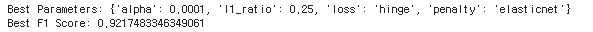 Best Parameters: {'alpha': 0.0001, 'l1_ratio': 0.25, 'loss': 'hinge', 'penalty': 'elasticnet'}
Best F1 Score: 0.9217483346349061